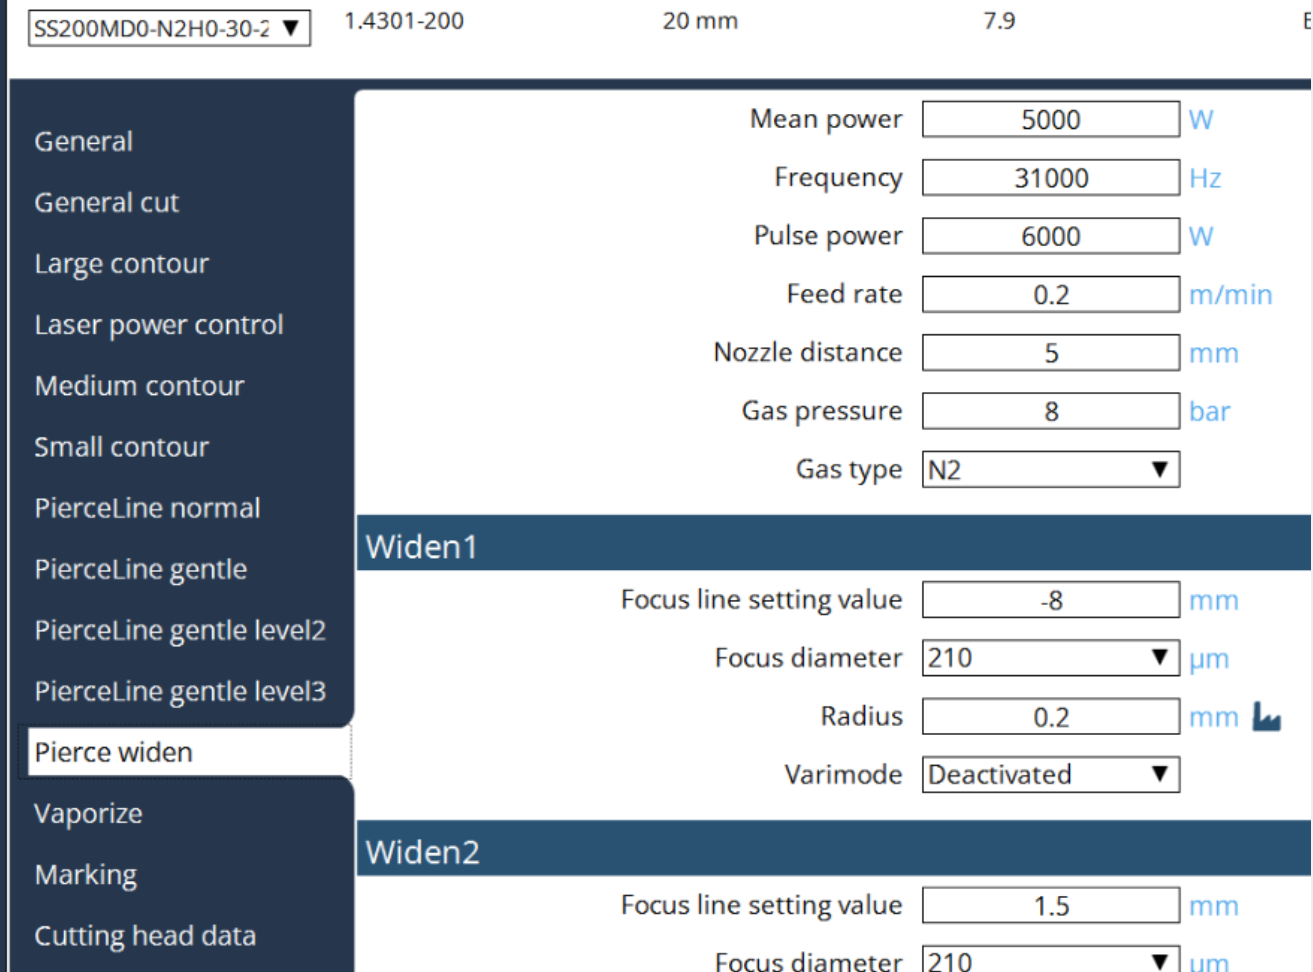 SS200MD0-N2H0-30-2 1.4301-200 20 mm 7.9
General
General cut
Large contour
Laser power control
Medium contour
Small contour
PierceLine normal
PierceLine gentle
PierceLine gentle level2
PierceLine gentle level3
Pierce widen
Vaporize
Marking
Cutting head data
Mean power 5000 W
Frequency 31000 Hz
Pulse power 6000 W
Feed rate 0.2 m/min
Nozzle distance 5 mm
Gas pressure 8 bar
Gas type N2
Widen1
Focus line setting value -8 mm
Focus diameter 210 µm
Radius 0.2 mm
Varimode Deactivated
Widen2
Focus line setting value 1.5 mm
Focus diameter 210 µm